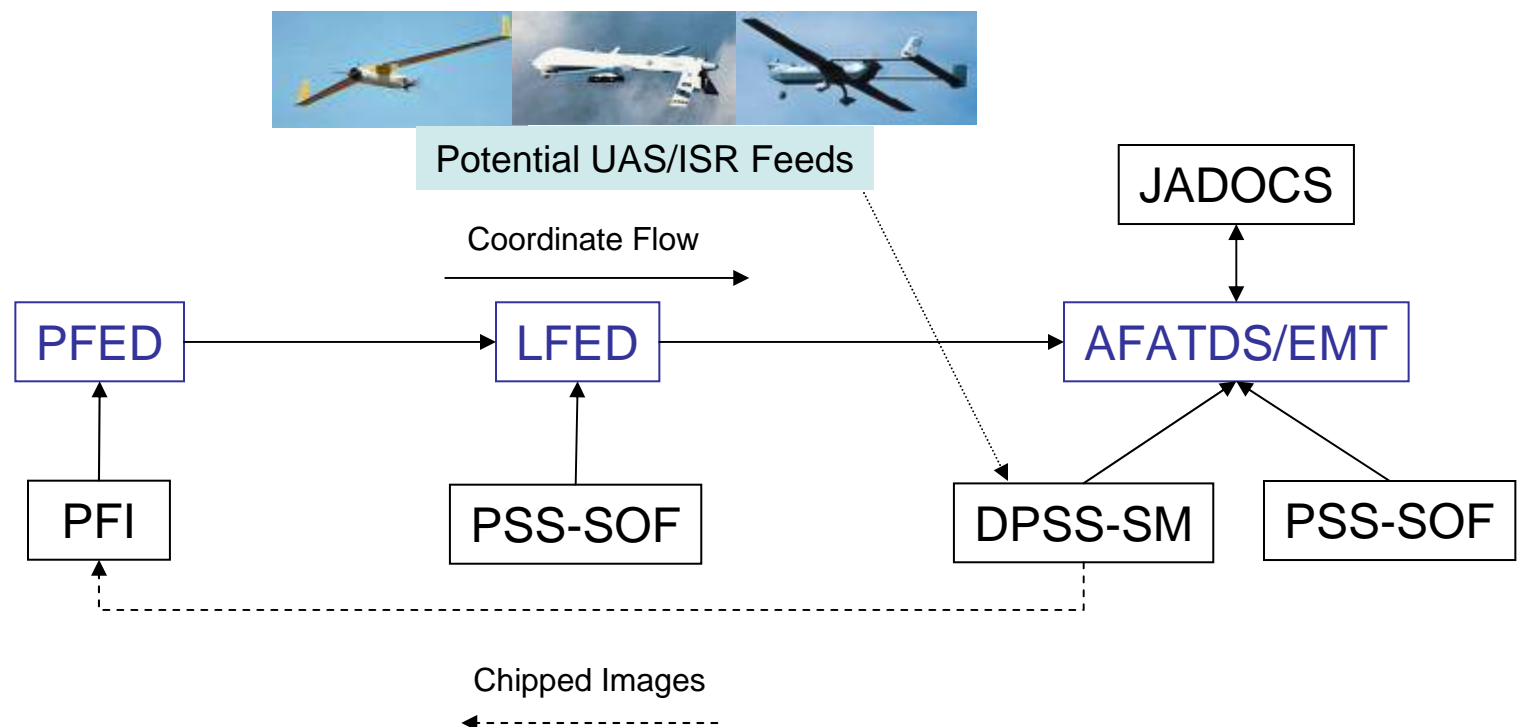 Potential UAS/ISR Feeds
JADOCS
Coordinate Flow
PFED
LFED
AFATDS/EMT
PFI
PSS-SOF
DPSS-SM
PSS-SOF
Chipped Images